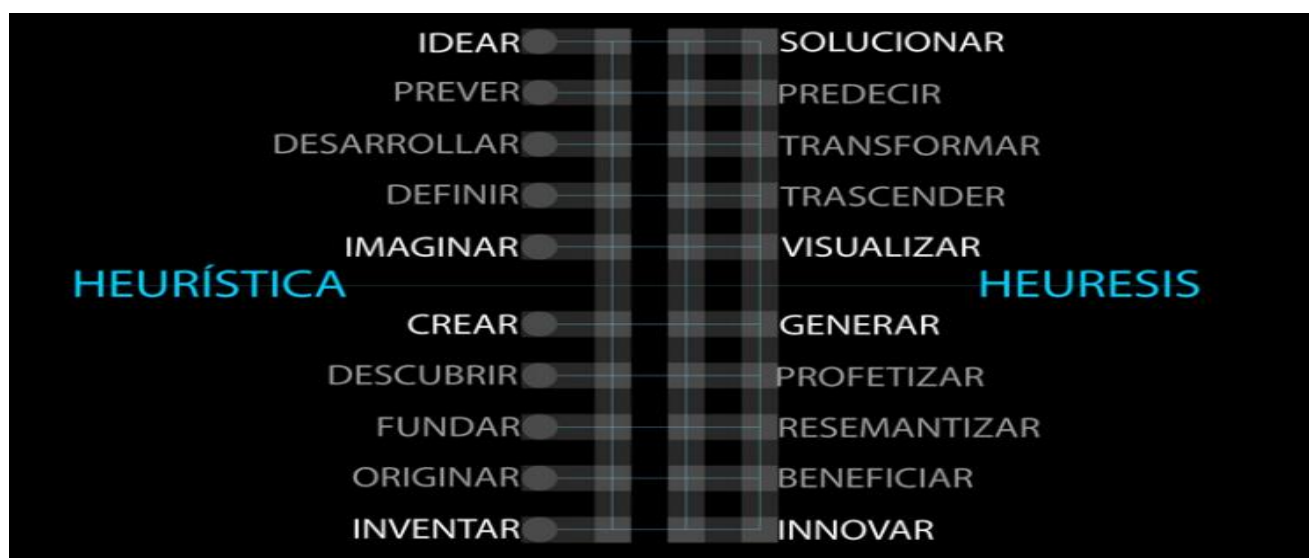 IDEAR SOLUCIONAR
PREVER PREDECIR
DESARROLLAR TRANSFORMAR
DEFINIR TRASCENDER
IMAGINAR VISUALIZAR
HEURÍSTICA HEURESIS
CREAR GENERAR
DESCUBRIR PROFETIZAR
FUNDAR RESEMANTIZAR
ORIGINAR BENEFICIAR
INVENTAR INNOVAR